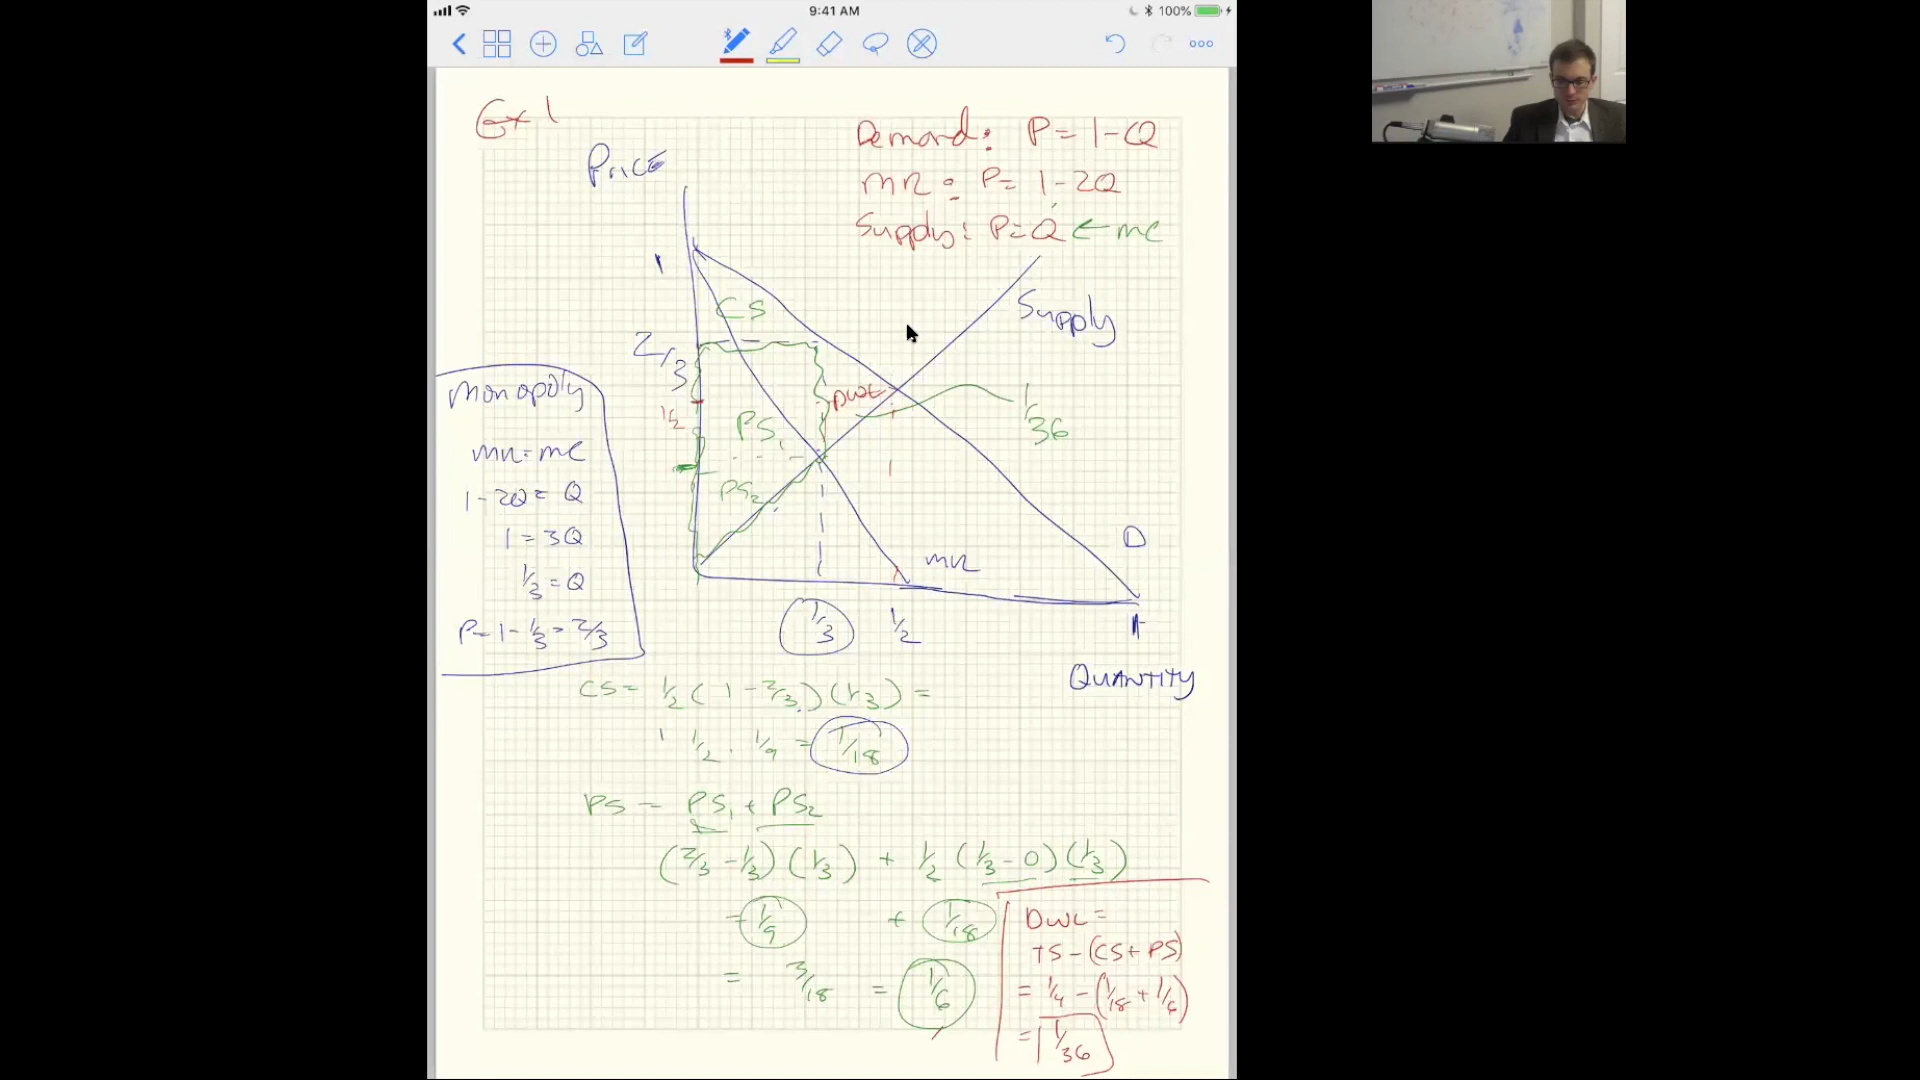 9:41 AM
100%
Ex 1
Demand: P = 1-Q
MR: P= 1-2Q
Supply: P=Q ← MC
Price
1
CS
Supply
2/3
DWL
1/2
PS1
1/36
PS2
D
MR
1/3
1/2
1
QUANTITY
Monopoly
MR=MC
1-2Q= Q
1 = 3Q
1/3 = Q
P=1-1/3=2/3
CS= 1/2(1-2/3)(1/3) =
1/2 · 1/9 = 1/18
PS = PS1 + PS2
(2/3 - 1/3)(1/3) + 1/2 (1/3 - 0)(1/3)
= 1/9 + 1/18
= 3/18 = 1/6
DWL =
TS-(CS+PS)
= 1/4 - (1/18 + 1/6)
= 1/36